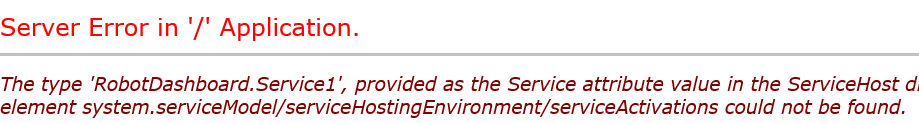 Server Error in '/' Application.
The type 'RobotDashboard.Service1', provided as the Service attribute value in the ServiceHost
element system.serviceModel/serviceHostingEnvironment/serviceActivations could not be found.